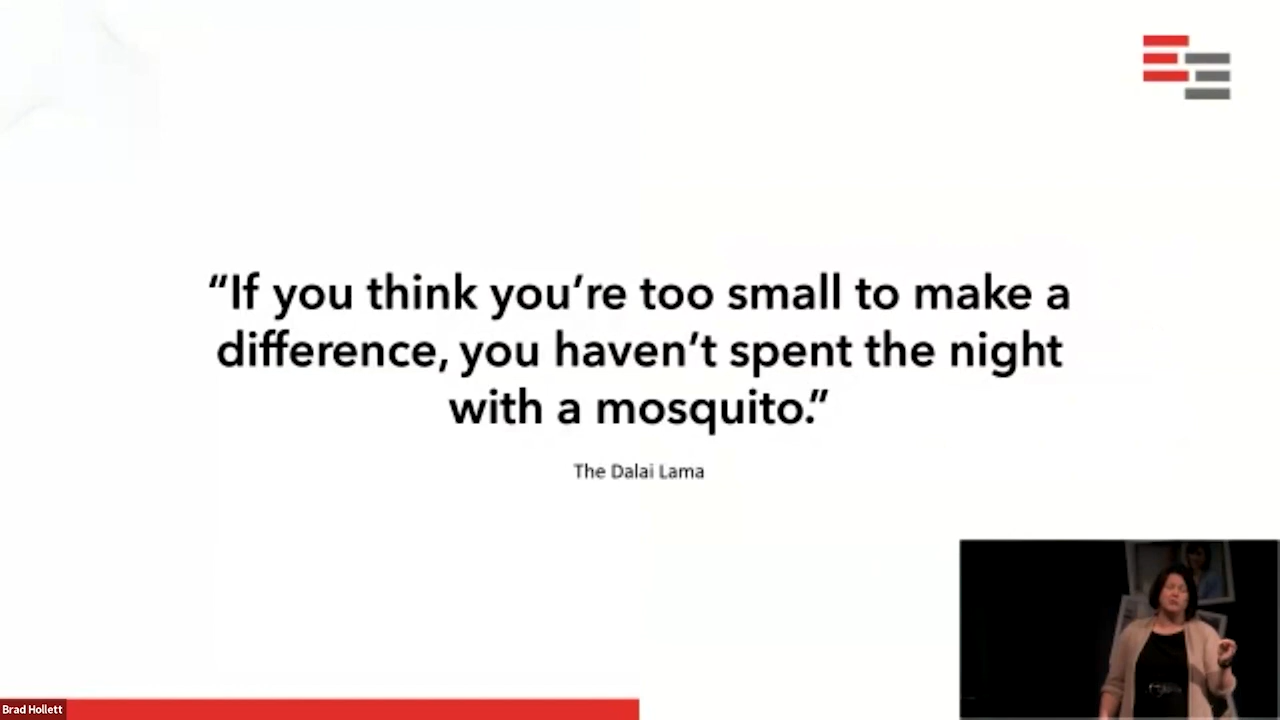 “If you think you’re too small to make a
difference, you haven’t spent the night
with a mosquito.”
The Dalai Lama
Brad Hollett